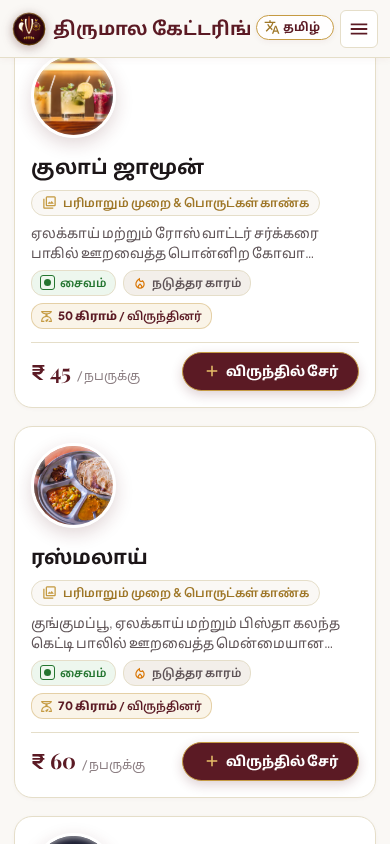 திருமால கேட்டரிங்
தமிழ்
குலாப் ஜாமூன்
பரிமாறும் முறை & பொருட்கள் காண்க
ஏலக்காய் மற்றும் ரோஸ் வாட்டர் சர்க்கரை
பாகில் ஊறவைத்த பொன்னிற கோவா...
சைவம்
நடுத்தர காரம்
50 கிராம் / விருந்தினர்
₹ 45 / நபருக்கு
+ விருந்தில் சேர்
ரஸ்மலாய்
பரிமாறும் முறை & பொருட்கள் காண்க
குங்குமப்பூ, ஏலக்காய் மற்றும் பிஸ்தா கலந்த
கெட்டி பாலில் ஊறவைத்த மென்மையான...
சைவம்
நடுத்தர காரம்
70 கிராம் / விருந்தினர்
₹ 60 / நபருக்கு
+ விருந்தில் சேர்